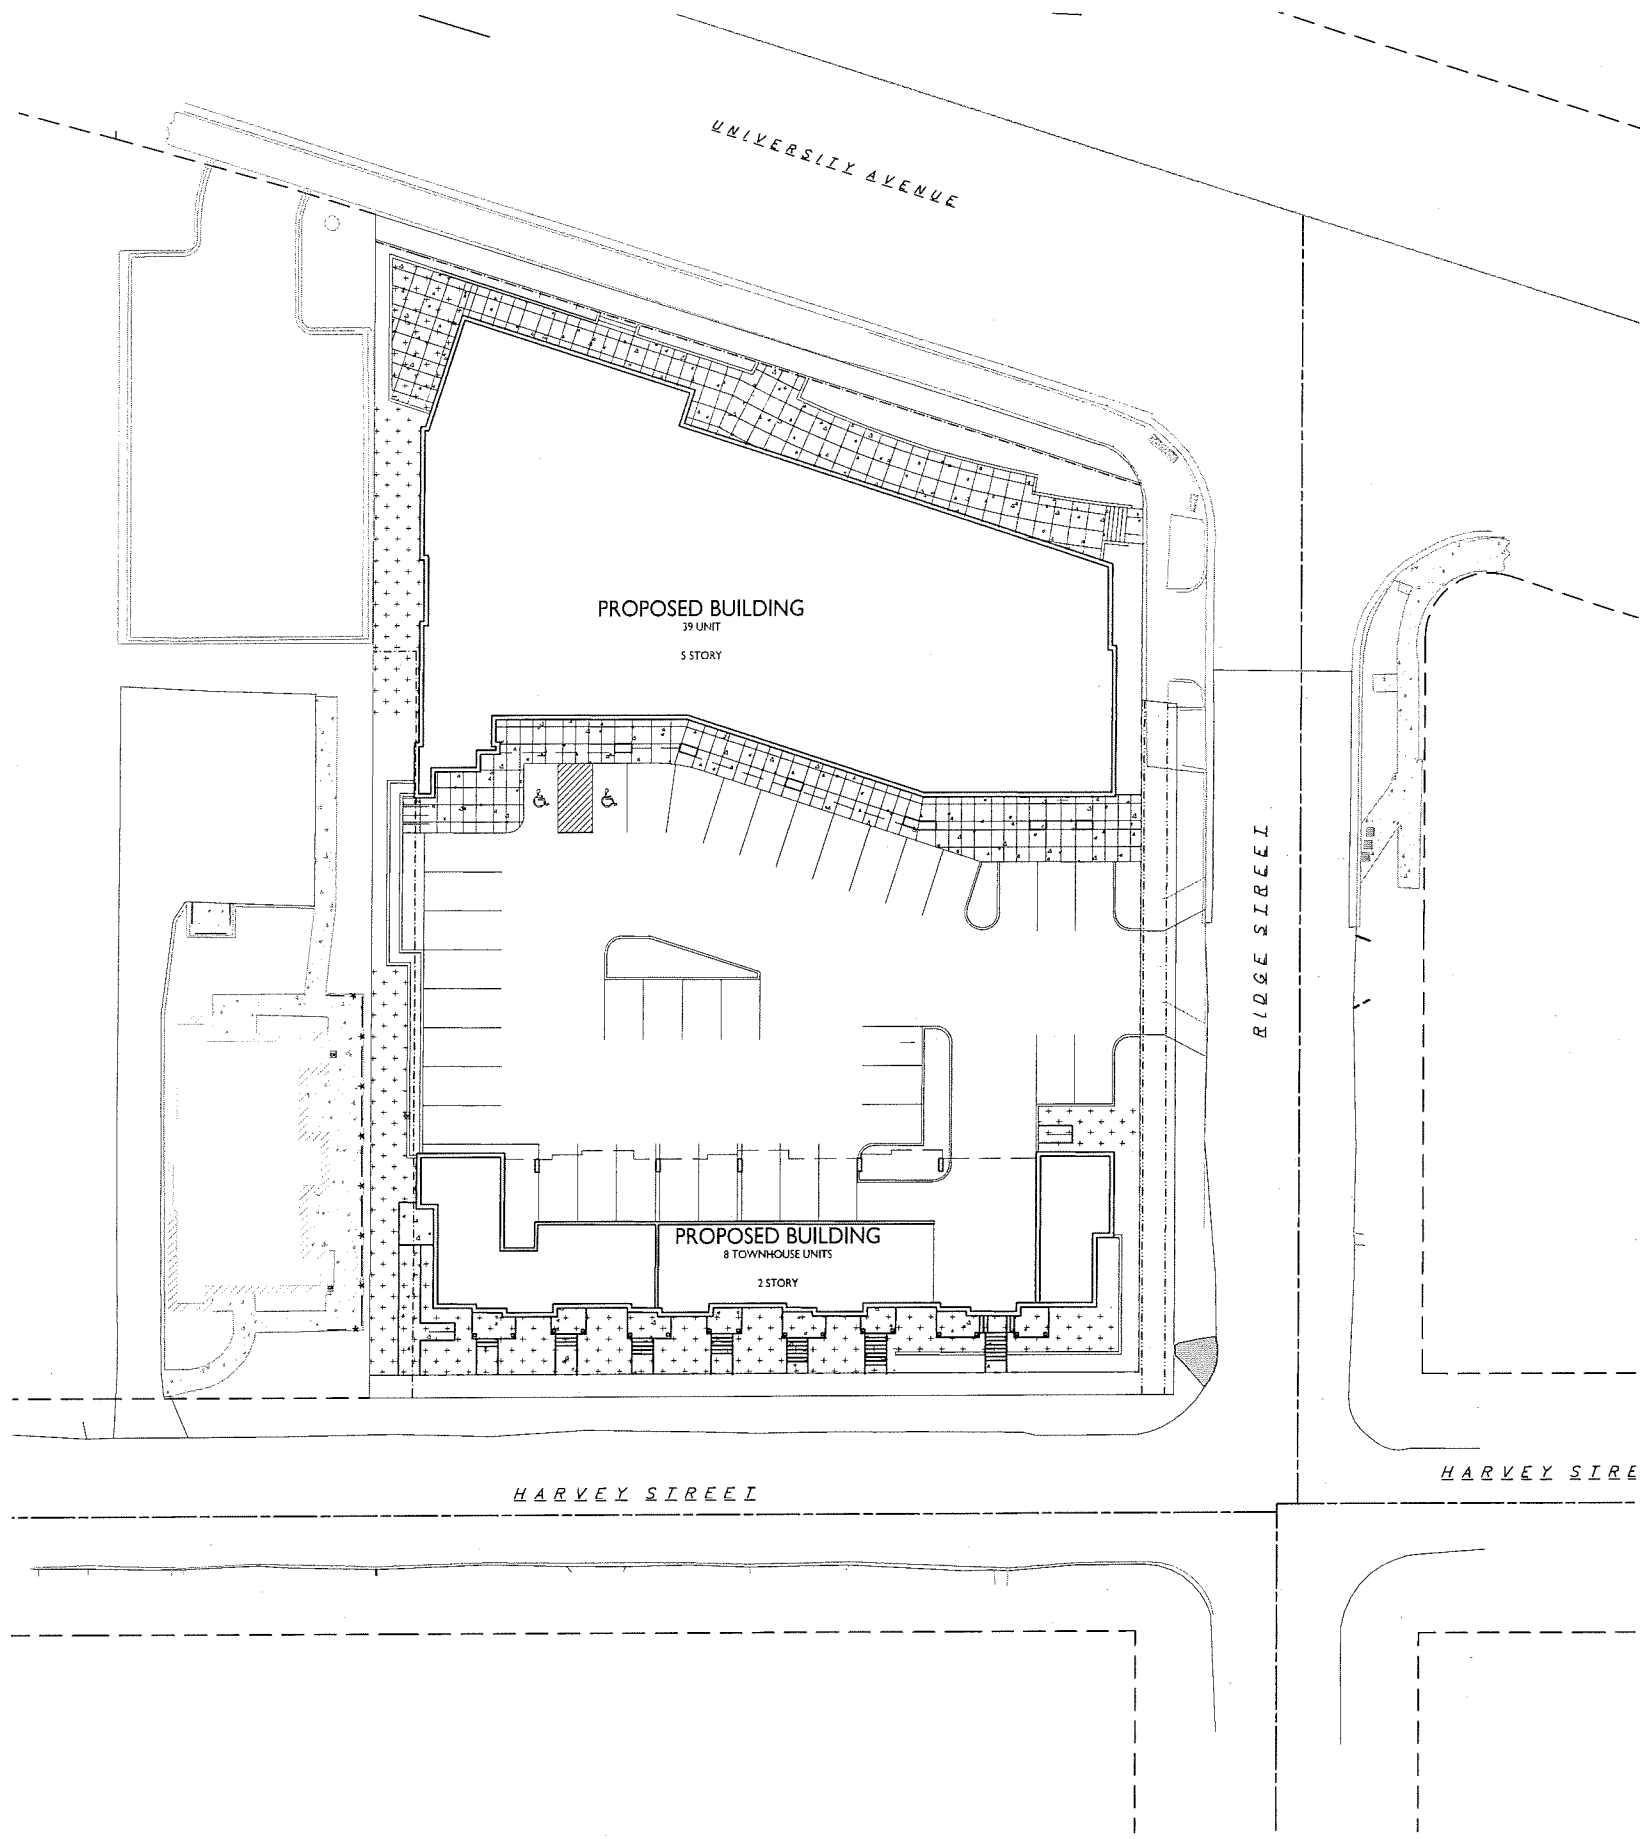 UNIVERSITY AVENUE
PROPOSED BUILDING
39 UNIT
5 STORY
RIDGE STREET
PROPOSED BUILDING
8 TOWNHOUSE UNITS
2 STORY
HARVEY STREET
HARVEY STRE